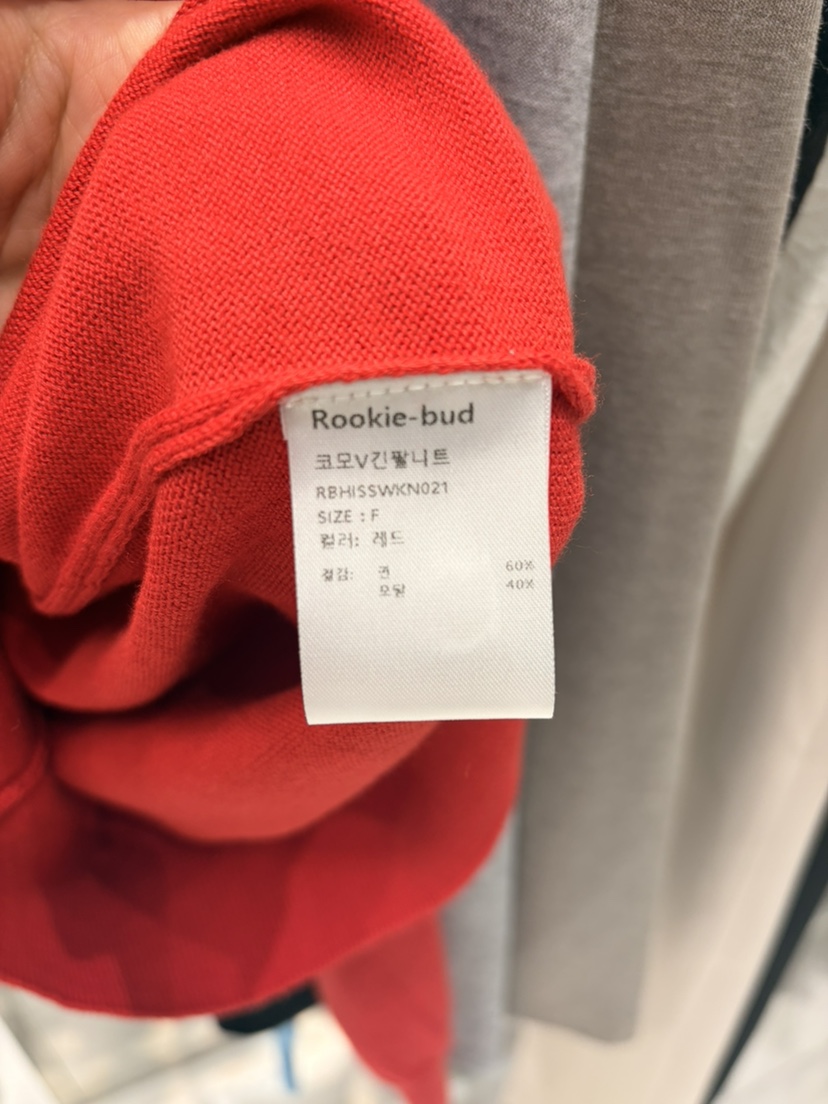 Rookie-bud
코모V긴팔니트
RBHISSWKN021
SIZE : F
컬러: 레드
겉감: 면 60%
모달 40%